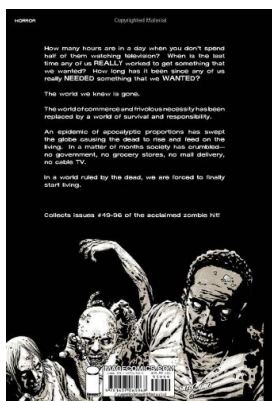 HORROR
Copyrighted Material
How many hours are in a day when you don't spend
half of them watching television? When is the last
time any of us REALLY worked to get something that
we wanted? How long has it been since any of us
really NEEDED something that we WANTED?
The world we knew is gone.
The world of commerce and frivolous necessity has been
replaced by a world of survival and responsibility.
An epidemic of apocalyptic proportions has swept
the globe causing the dead to rise and feed on the
living. In a matter of months society has crumbled—
no government, no grocery stores, no mail delivery,
no cable TV.
In a world ruled by the dead, we are forced to finally
start living.
Collects issues #49-96 of the acclaimed zombie hit!
IMAGECOMICS.COM
Copyrighted Material